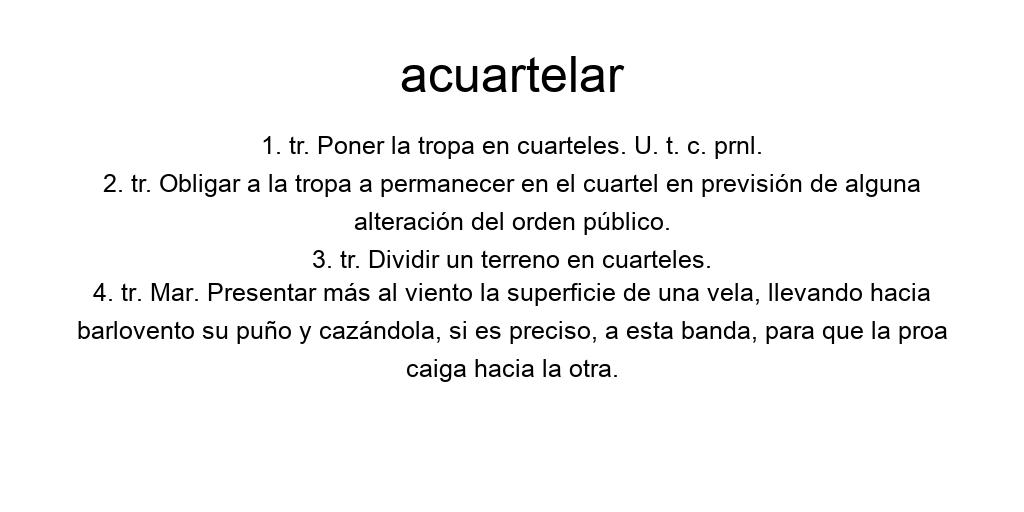 acuartelar
1. tr. Poner la tropa en cuarteles. U. t. c. prnl.
2. tr. Obligar a la tropa a permanecer en el cuartel en previsión de alguna
alteración del orden público.
3. tr. Dividir un terreno en cuarteles.
4. tr. Mar. Presentar más al viento la superficie de una vela, llevando hacia
barlovento su puño y cazándola, si es preciso, a esta banda, para que la proa
caiga hacia la otra.